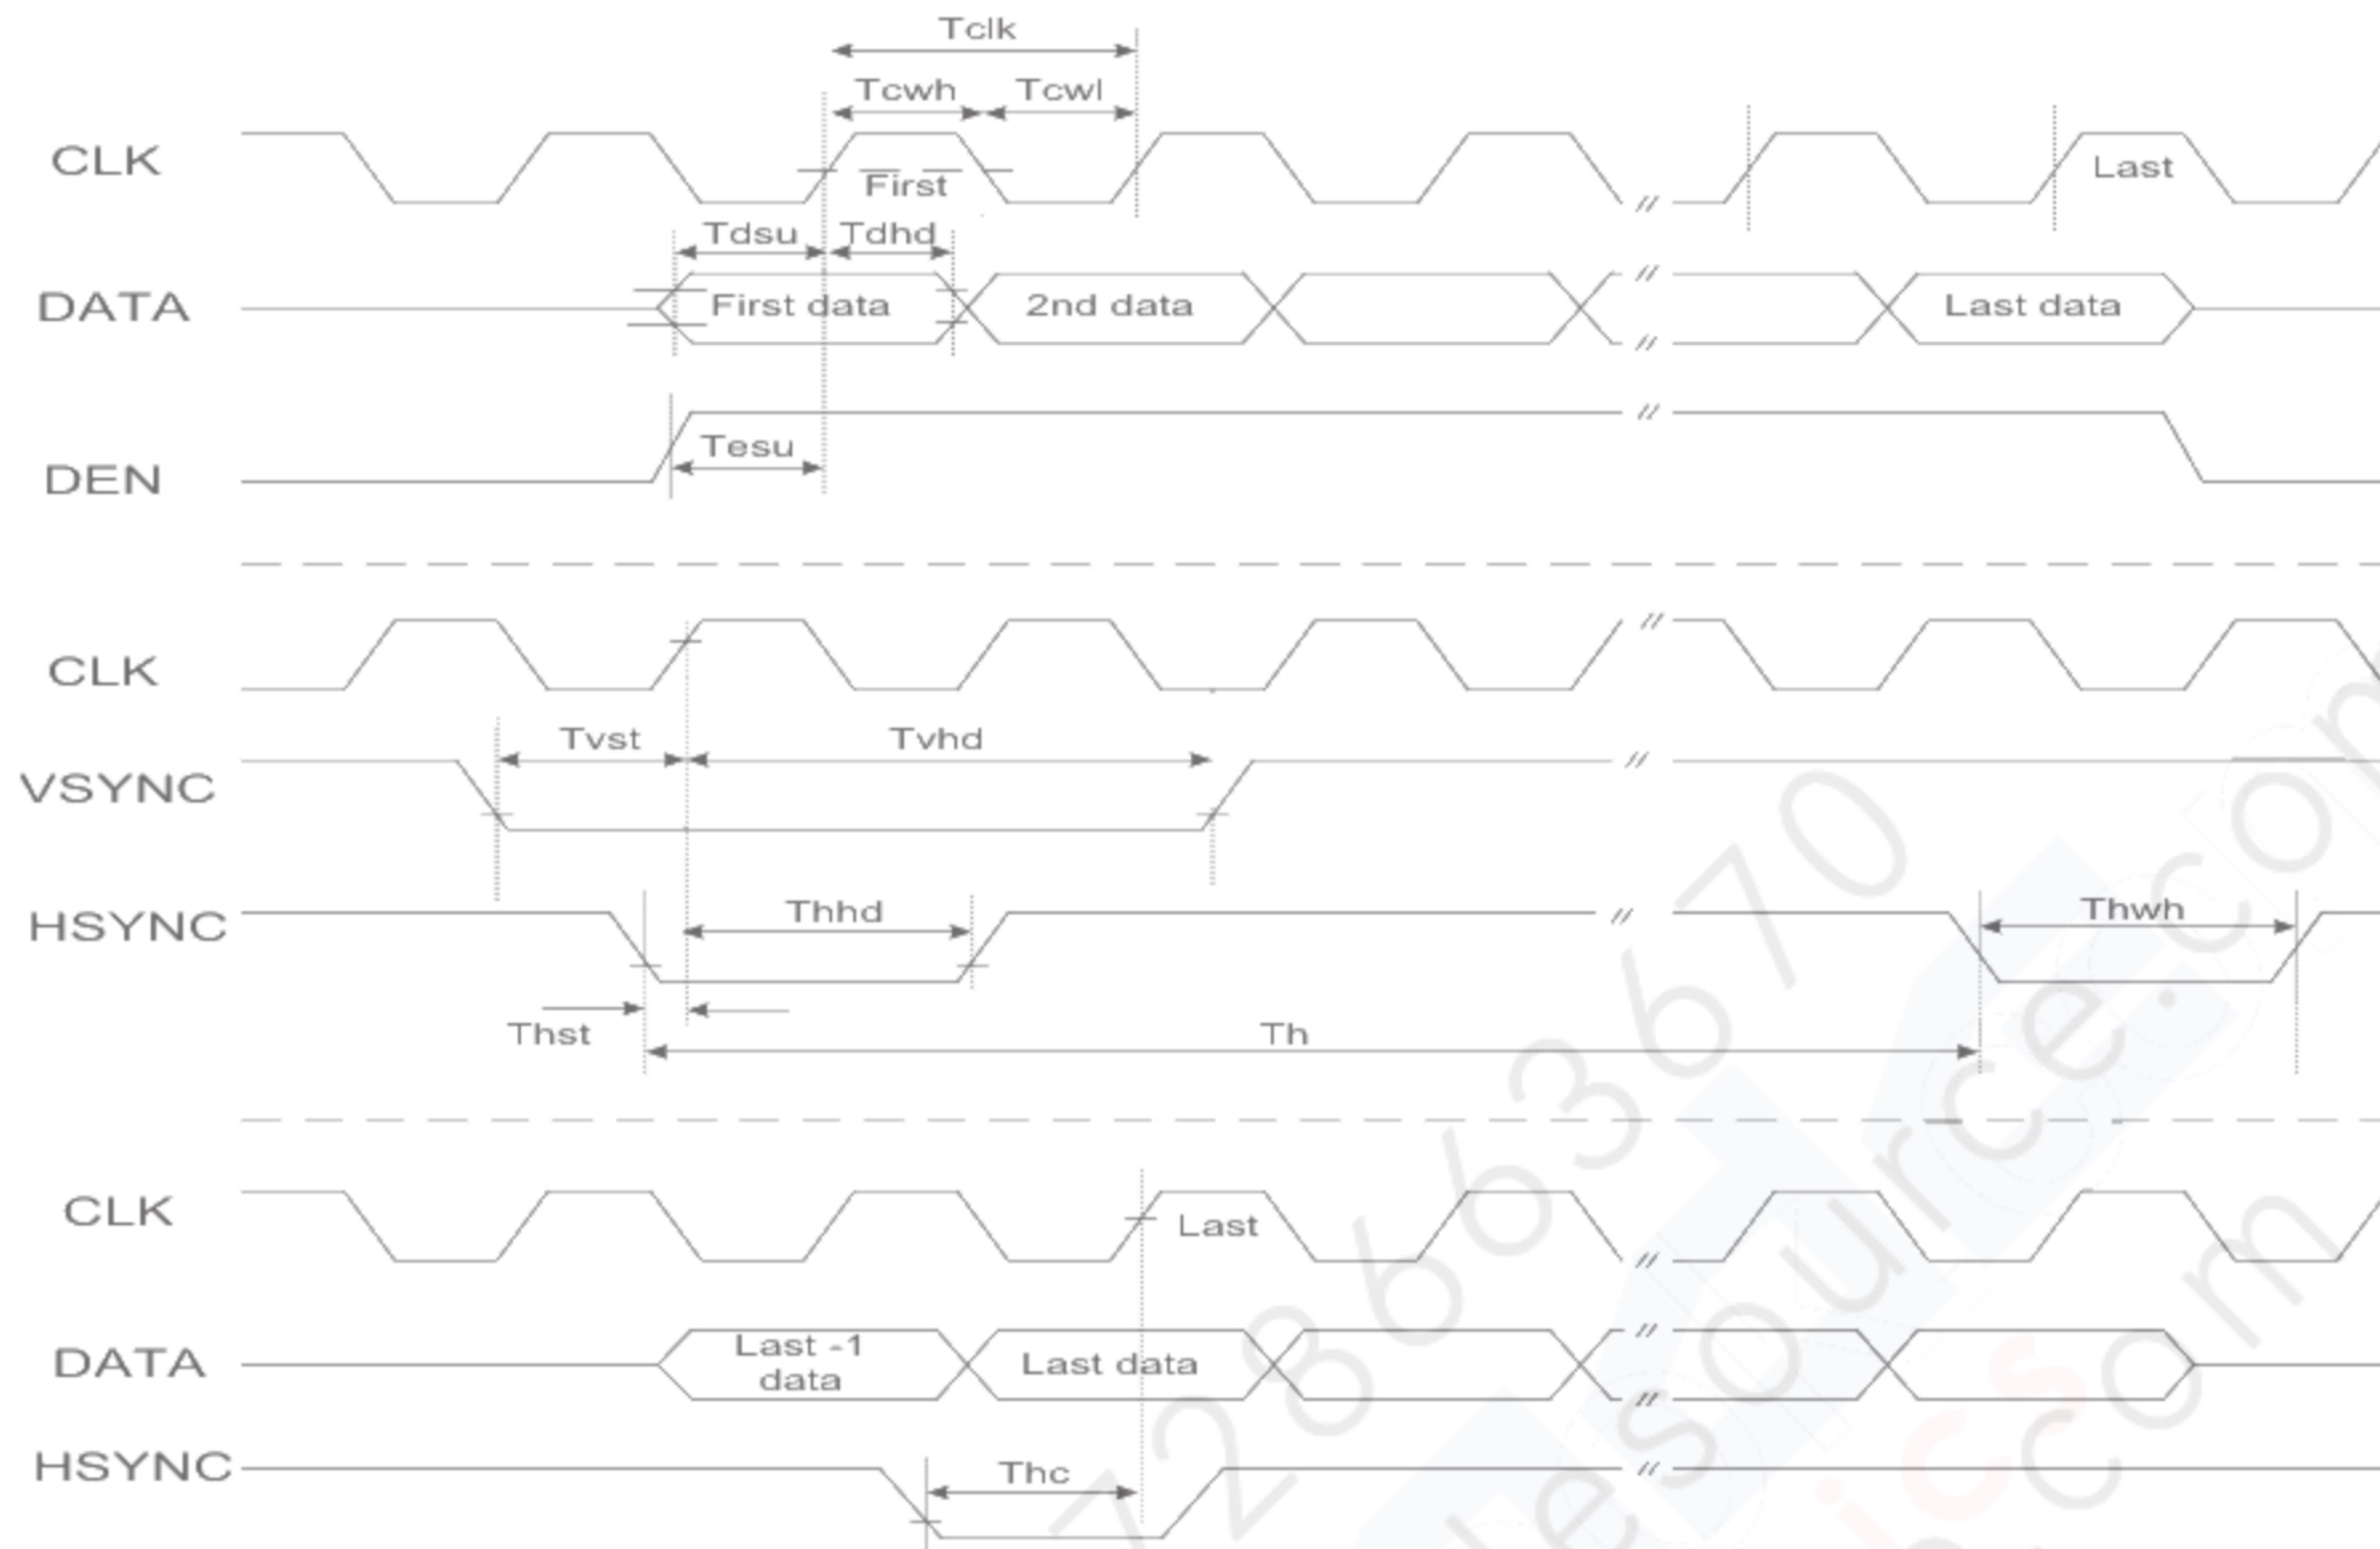 Tclk
Tcwh Tcwl
CLK
First
Last
Tdsu Tdhd
DATA
First data 2nd data Last data
Tesu
DEN
CLK
Tvst Tvhd
VSYNC
HSYNC
Thhd
Thwh
Thst
Th
CLK
Last
DATA
Last -1
data
Last data
HSYNC
Thc